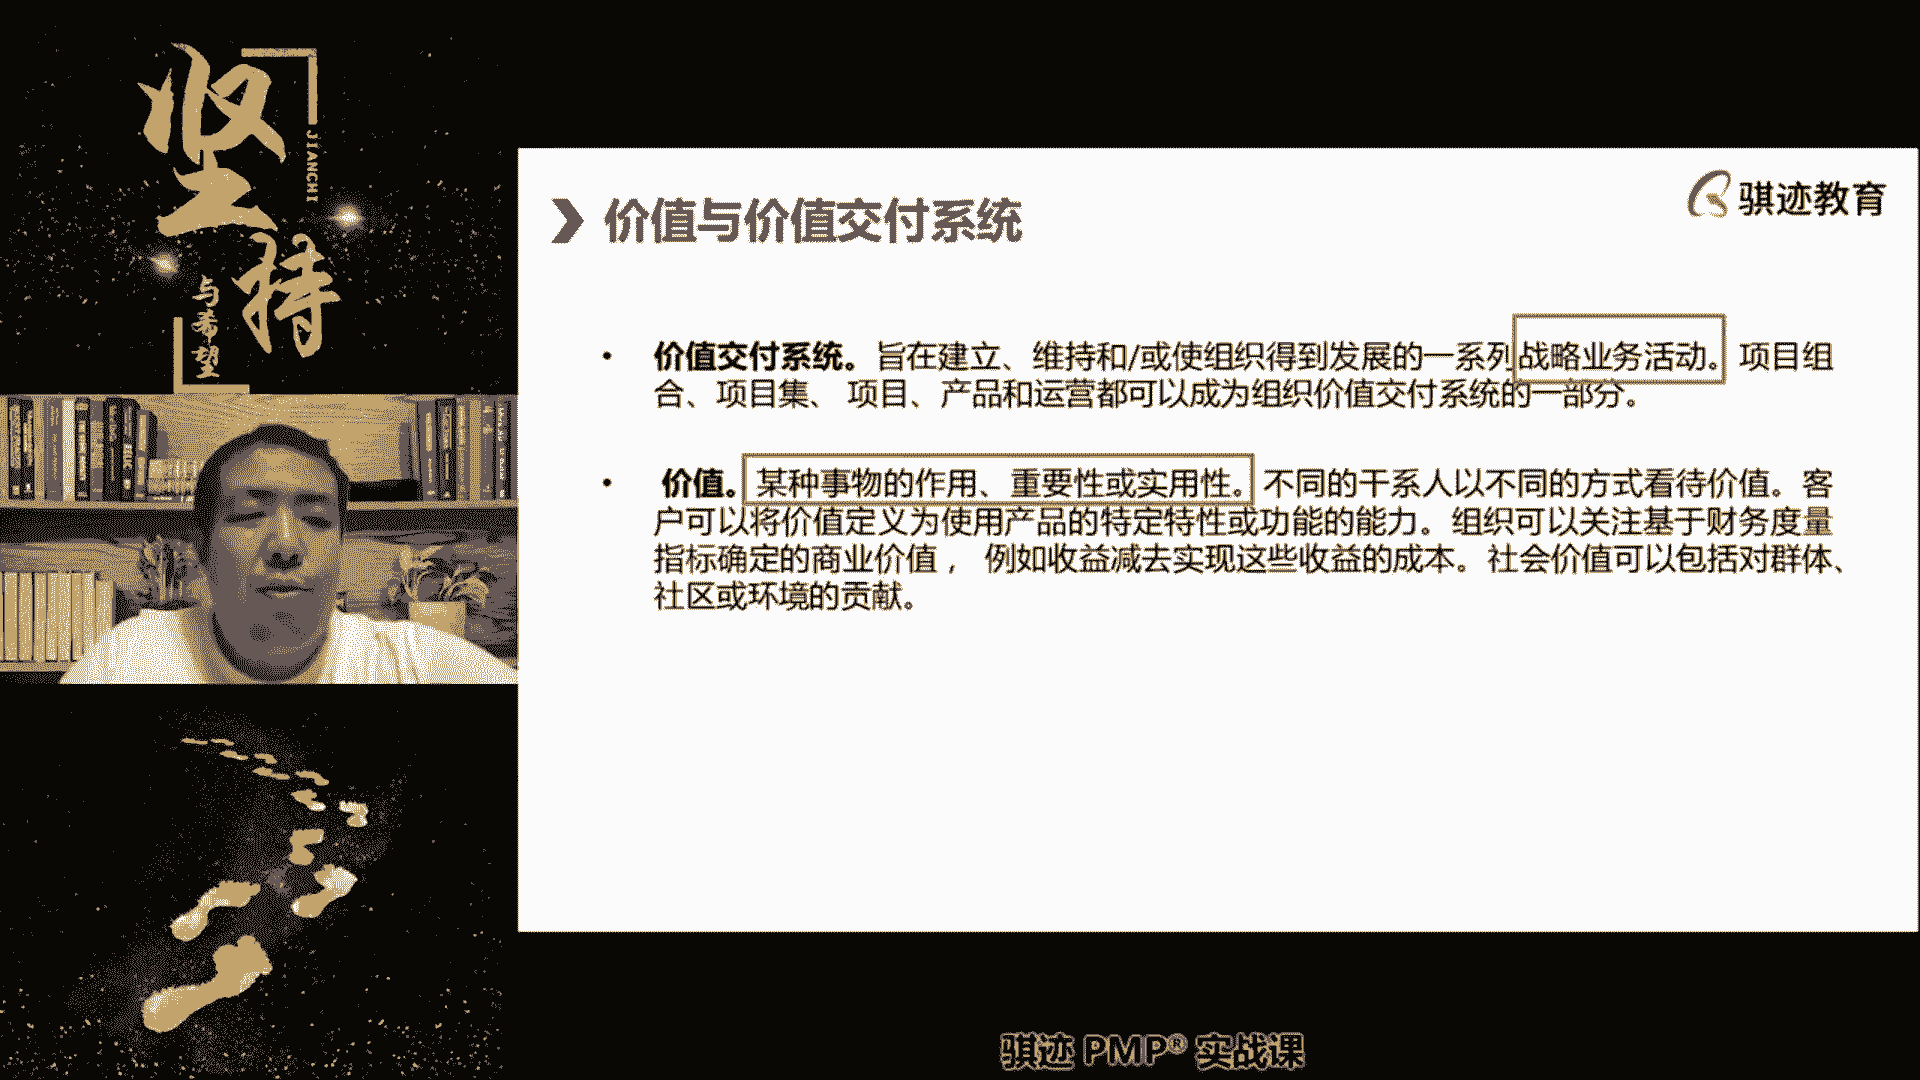 坚持
JIANCHI
与希望
骐迹教育
价值与价值交付系统
• 价值交付系统。旨在建立、维持和/或使组织得到发展的一系列战略业务活动。项目组
合、项目集、 项目、产品和运营都可以成为组织价值交付系统的一部分。
• 价值。某种事物的作用、重要性或实用性。不同的干系人以不同的方式看待价值。客
户可以将价值定义为使用产品的特定特性或功能的能力。组织可以关注基于财务度量
指标确定的商业价值， 例如收益减去实现这些收益的成本。社会价值可以包括对群体、
社区或环境的贡献。
骐迹 PMP® 实战课